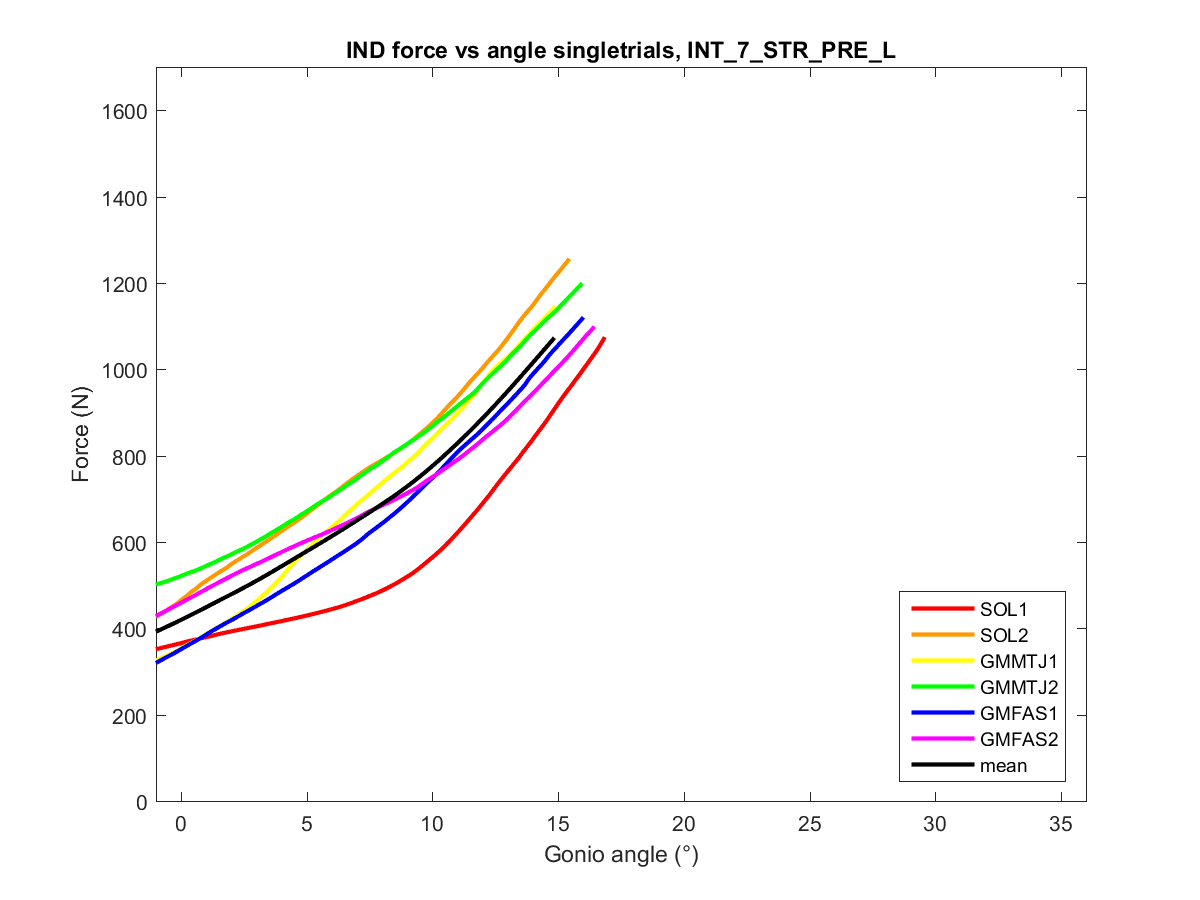 IND force vs angle singletrials, INT_7_STR_PRE_L
1600
1400
1200
1000
800
600
400
200
0
Force (N)
0 5 10 15 20 25 30 35
Gonio angle (°)
SOL1
SOL2
GMMTJ1
GMMTJ2
GMFAS1
GMFAS2
mean